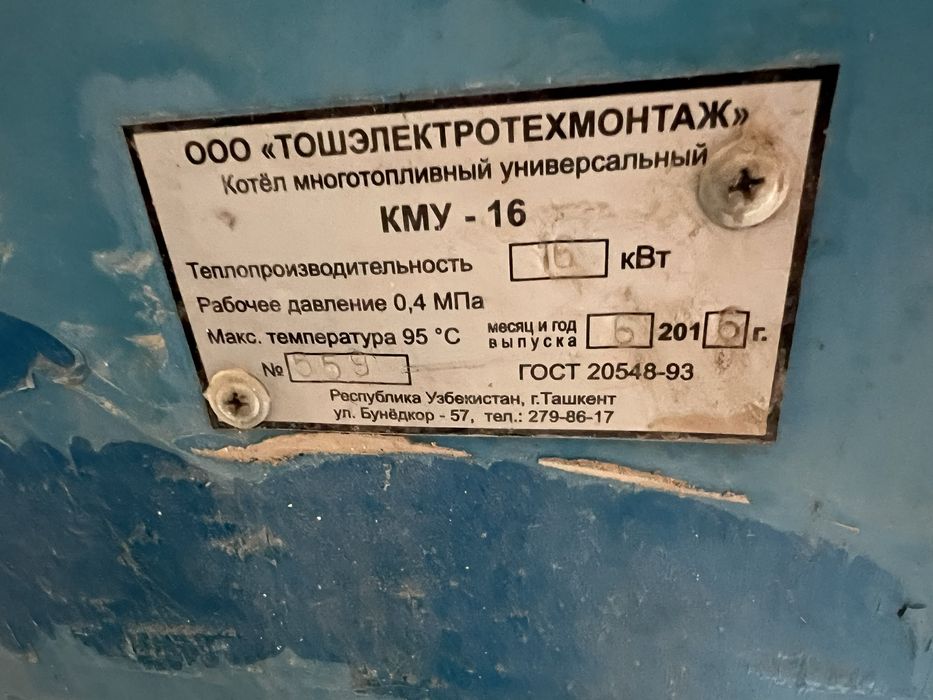 ООО «ТОШЭЛЕКТРОТЕХМОНТАЖ»
Котёл многотопливный универсальный
КМУ - 16
Теплопроизводительность 16 кВт
Рабочее давление 0,4 МПа
Макс. температура 95 °С месяц и год выпуска 6 2016 г.
№ 559 ГОСТ 20548-93
Республика Узбекистан, г.Ташкент
ул. Бунёдкор - 57, тел.: 279-86-17